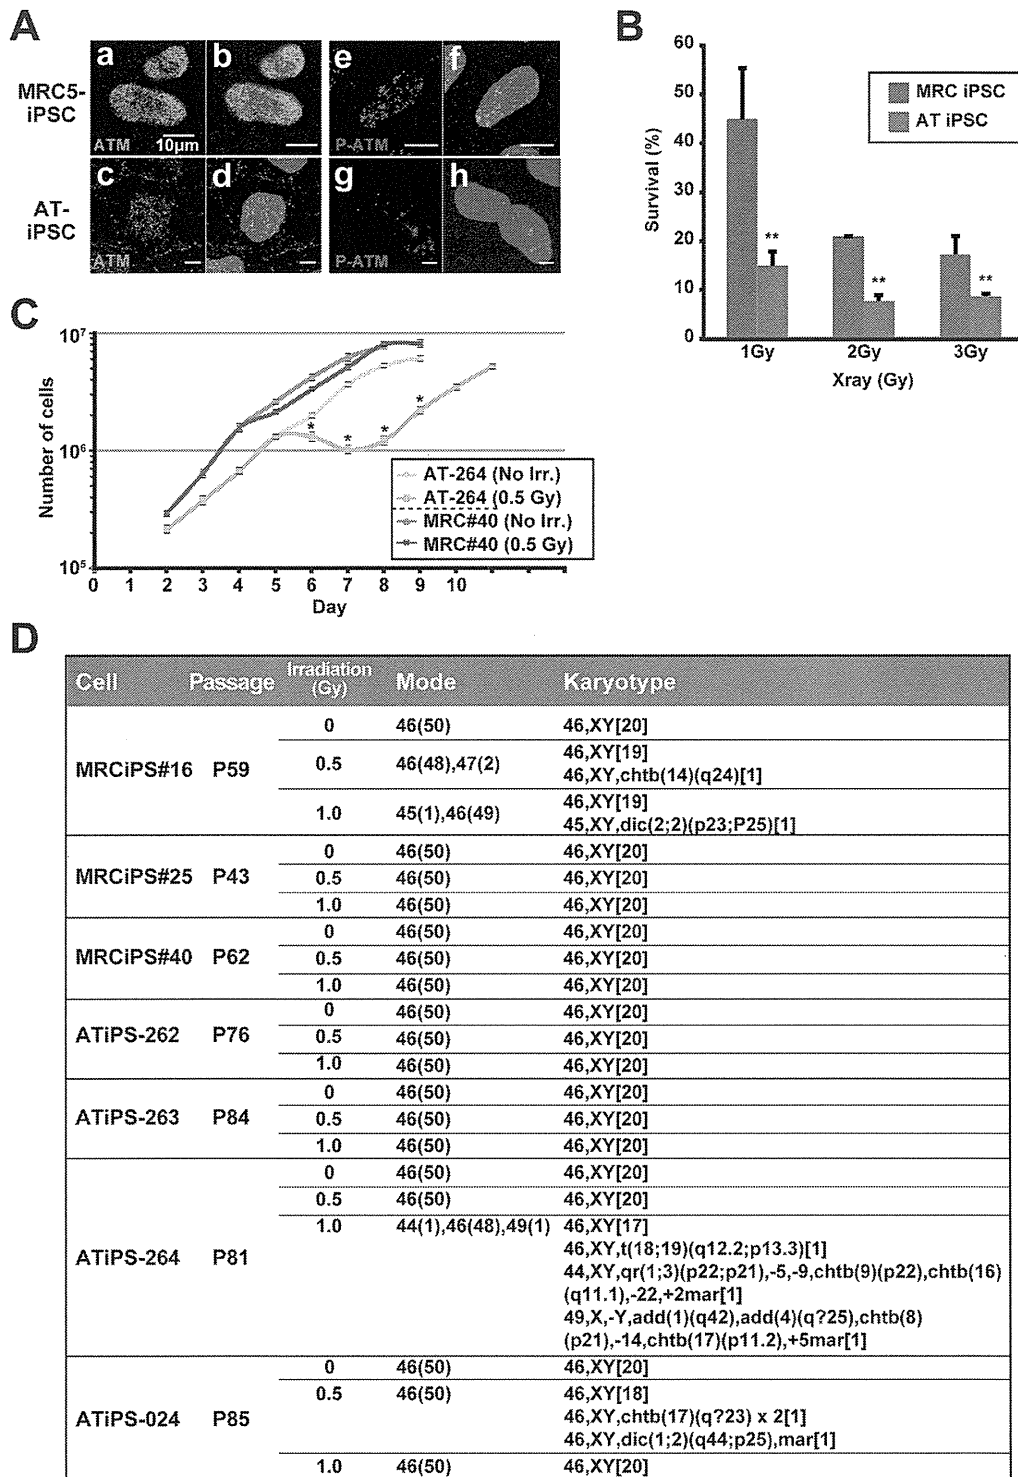 A
MRC5-
iPSC
AT-
iPSC
a
b
e
f
ATM
10μm
P-ATM
c
d
g
h
ATM
P-ATM
B
60
50
40
30
20
10
0
Survival (%)
MRC iPSC
AT iPSC
**
**
**
1Gy 2Gy 3Gy
Xray (Gy)
C
10^7
10^6
10^5
Number of cells
* * * *
AT-264 (No Irr.)
AT-264 (0.5 Gy)
MRC#40 (No Irr.)
MRC#40 (0.5 Gy)
0 1 2 3 4 5 6 7 8 9 10
Day
D
Cell Passage Irradiation (Gy) Mode Karyotype
MRCiPS#16 P59
0 46(50) 46,XY[20]
0.5 46(48),47(2) 46,XY[19]
46,XY,chtb(14)(q24)[1]
1.0 45(1),46(49) 46,XY[19]
45,XY,dic(2;2)(p23;P25)[1]
MRCiPS#25 P43
0 46(50) 46,XY[20]
0.5 46(50) 46,XY[20]
1.0 46(50) 46,XY[20]
MRCiPS#40 P62
0 46(50) 46,XY[20]
0.5 46(50) 46,XY[20]
1.0 46(50) 46,XY[20]
ATiPS-262 P76
0 46(50) 46,XY[20]
0.5 46(50) 46,XY[20]
1.0 46(50) 46,XY[20]
ATiPS-263 P84
0 46(50) 46,XY[20]
0.5 46(50) 46,XY[20]
1.0 46(50) 46,XY[20]
ATiPS-264 P81
0 46(50) 46,XY[20]
0.5 46(50) 46,XY[20]
1.0 44(1),46(48),49(1) 46,XY[17]
46,XY,t(18;19)(q12.2;p13.3)[1]
44,XY,qr(1;3)(p22;p21),-5,-9,chtb(9)(p22),chtb(16)
(q11.1),-22,+2mar[1]
49,X,-Y,add(1)(q42),add(4)(q?25),chtb(8)
(p21),-14,chtb(17)(p11.2),+5mar[1]
ATiPS-024 P85
0 46(50) 46,XY[20]
0.5 46(50) 46,XY[18]
46,XY,chtb(17)(q?23) x 2[1]
46,XY,dic(1;2)(q44;p25),mar[1]
1.0 46(50) 46,XY[20]